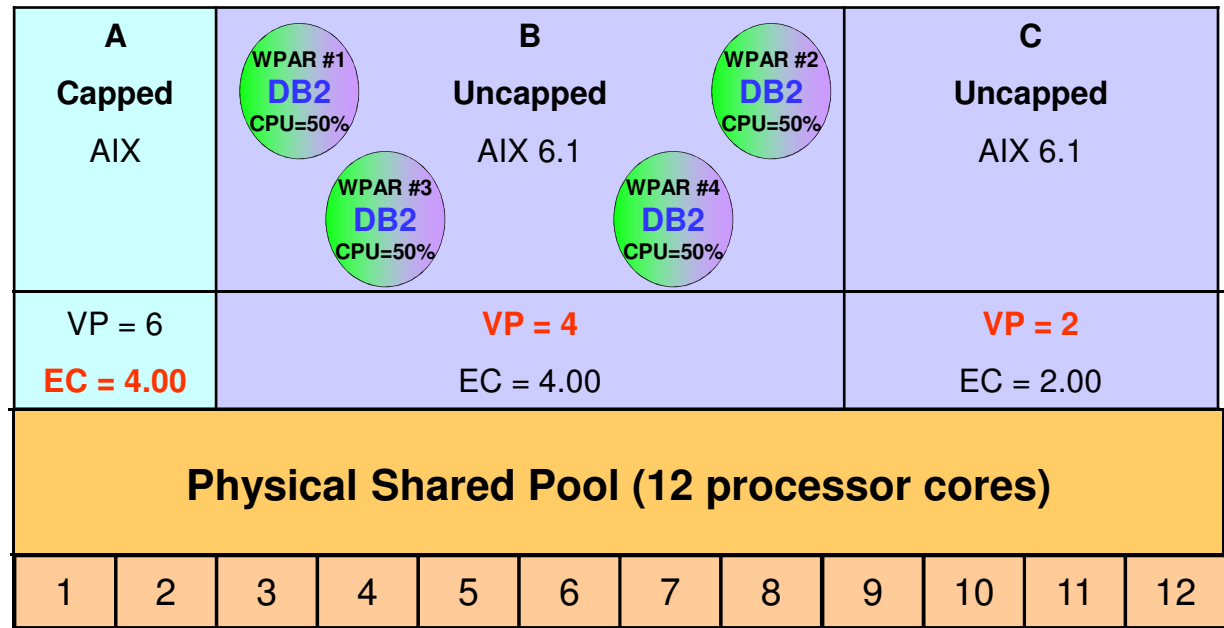 A
Capped
AIX
B
Uncapped
AIX 6.1
WPAR #1
DB2
CPU=50%
WPAR #2
DB2
CPU=50%
WPAR #3
DB2
CPU=50%
WPAR #4
DB2
CPU=50%
C
Uncapped
AIX 6.1
VP = 6
EC = 4.00
VP = 4
EC = 4.00
VP = 2
EC = 2.00
Physical Shared Pool (12 processor cores)
1 2 3 4 5 6 7 8 9 10 11 12